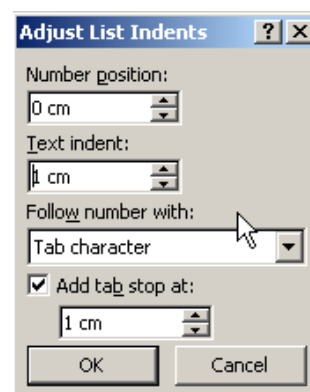 Adjust List Indents
Number position:
0 cm
Text indent:
1 cm
Follow number with:
Tab character
Add tab stop at:
1 cm
OK Cancel